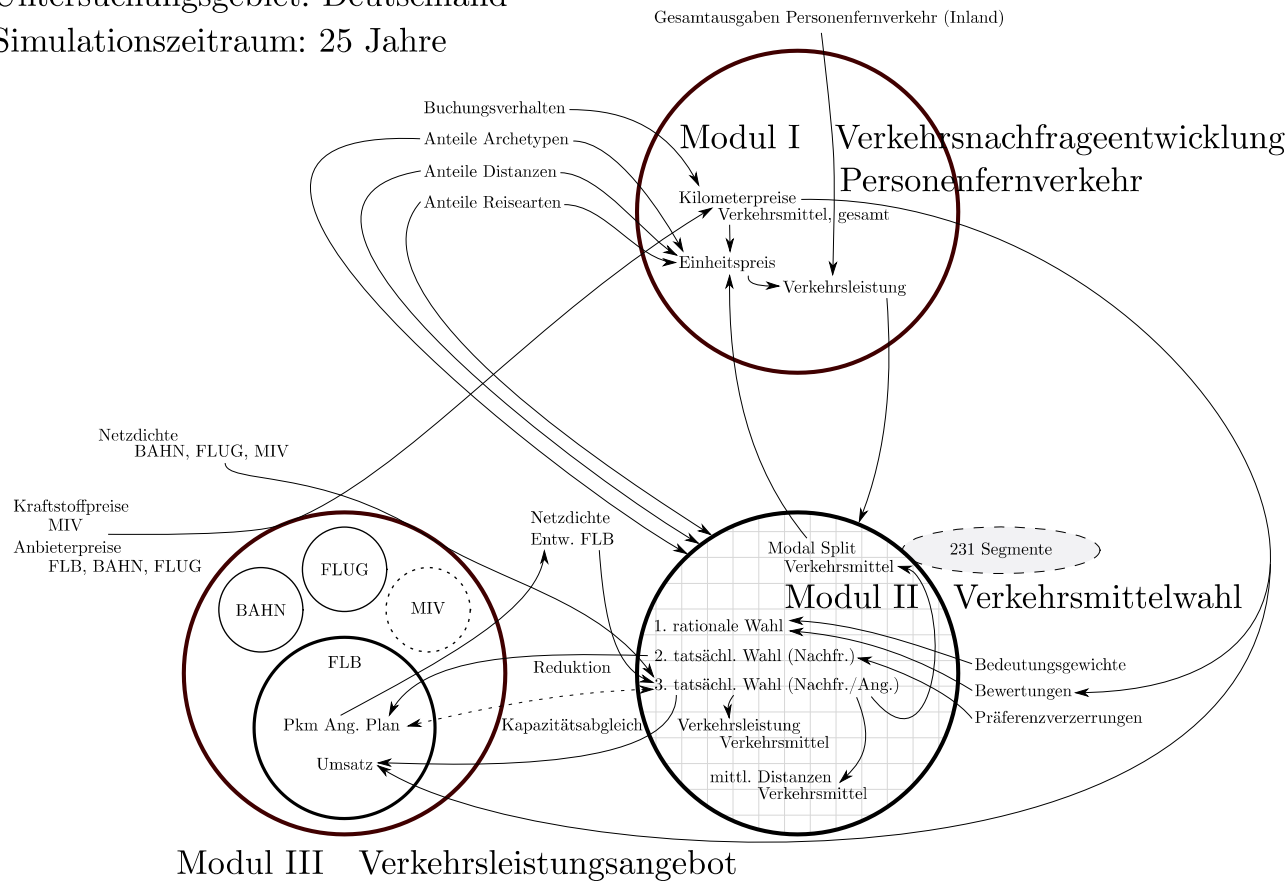 Untersuchungsgebiet: Deutschland
Simulationszeitraum: 25 Jahre
Gesamtausgaben Personenfernverkehr (Inland)
Buchungsverhalten
Anteile Archetypen
Anteile Distanzen
Anteile Reisearten
Modul I Verkehrsnachfrageentwicklung
Personenfernverkehr
Kilometerpreise
Verkehrsmittel, gesamt
Einheitspreis
Verkehrsleistung
Netzdichte
BAHN, FLUG, MIV
Kraftstoffpreise
MIV
Anbieterpreise
FLB, BAHN, FLUG
Netzdichte
Entw. FLB
FLUG
BAHN
MIV
FLB
Pkm Ang. Plan
Umsatz
Reduktion
Kapazitätsabgleich
Modal Split
Verkehrsmittel
231 Segmente
Modul II Verkehrsmittelwahl
1. rationale Wahl
2. tatsächl. Wahl (Nachfr.)
3. tatsächl. Wahl (Nachfr./Ang.)
Verkehrsleistung
Verkehrsmittel
mittl. Distanzen
Verkehrsmittel
Bedeutungsgewichte
Bewertungen
Präferenzverzerrungen
Modul III Verkehrsleistungsangebot